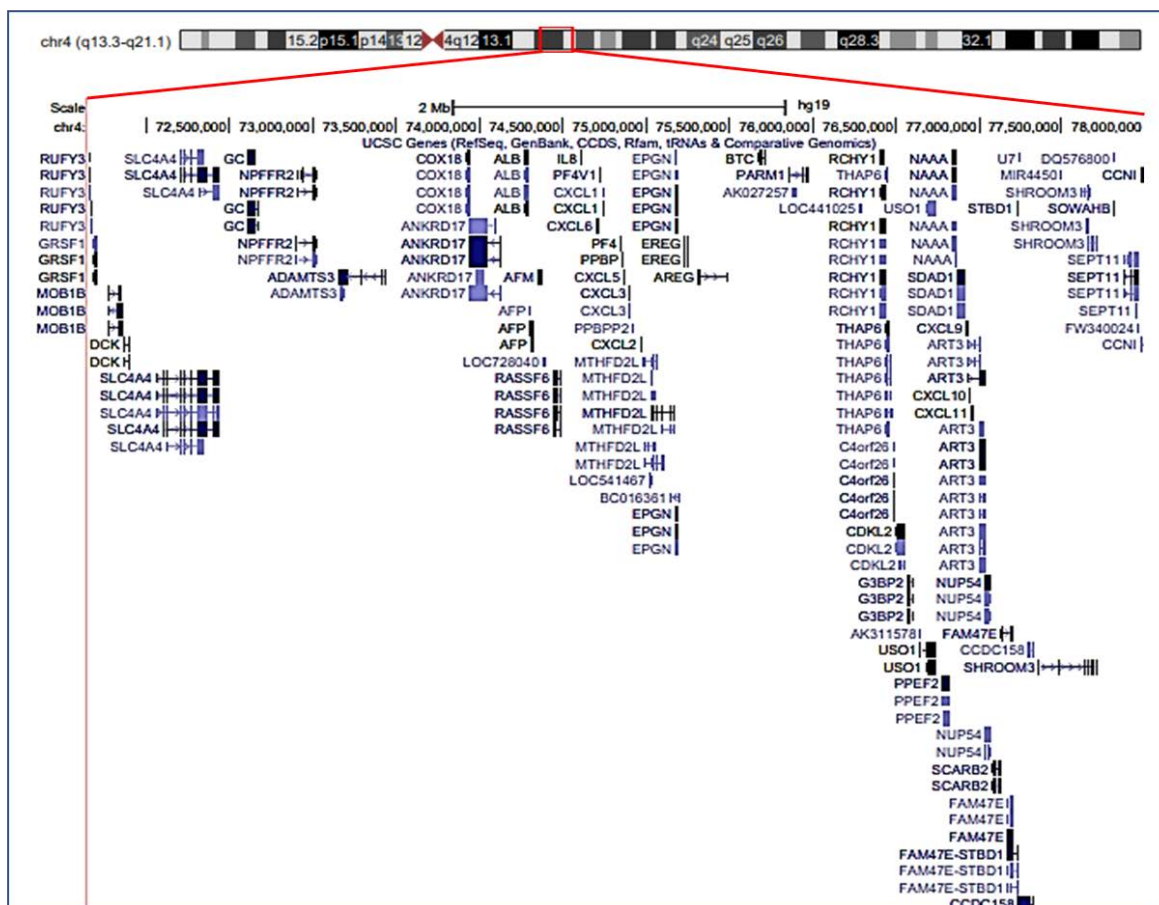 chr4 (q13.3-q21.1) 15.2 p15.1 p14 13 12 4q12 13.1 q24 q25 q26 q28.3 32.1
Scale 2 Mb hg19
chr4: 72,500,000 73,000,000 73,500,000 74,000,000 74,500,000 75,000,000 75,500,000 76,000,000 76,500,000 77,000,000 77,500,000 78,000,000
UCSC Genes (RefSeq, GenBank, CCDS, Rfam, tRNAs & Comparative Genomics)
RUFY3 SLC4A4 GC COX18 ALB IL8 EPGN BTC RCHY1 NAAA U7 DQ576800
RUFY3 SLC4A4 NPFFR2 COX18 ALB PF4V1 EPGN PARM1 THAP6 NAAA MIR4450 CCNI
RUFY3 SLC4A4 NPFFR2 COX18 ALB CXCL1 EPGN AK027257 RCHY1 NAAA SHROOM3
RUFY3 GC COX18 ALB CXCL1 EPGN LOC441025 USO1 STBD1 SOWAHB
RUFY3 GC ANKRD17 CXCL6 EPGN RCHY1 NAAA SHROOM3
GRSF1 NPFFR2 ANKRD17 PF4 EREG RCHY1 NAAA SHROOM3
GRSF1 NPFFR2 ANKRD17 PPBP EREG RCHY1 NAAA SEPT11
GRSF1 ADAMTS3 ANKRD17 AFM CXCL5 AREG RCHY1 SDAD1 SEPT11
MOB1B ADAMTS3 ANKRD17 CXCL3 RCHY1 SDAD1 SEPT11
MOB1B AFP CXCL3 RCHY1 SDAD1 SEPT11
MOB1B AFP PPBPP2 THAP6 CXCL9 FW340024
DCK AFP CXCL2 THAP6 ART3 CCNI
DCK LOC728040 MTHFD2L THAP6 ART3
SLC4A4 RASSF6 MTHFD2L THAP6 ART3
SLC4A4 RASSF6 MTHFD2L THAP6 CXCL10
SLC4A4 RASSF6 MTHFD2L THAP6 CXCL11
SLC4A4 RASSF6 MTHFD2L THAP6 ART3
SLC4A4 MTHFD2L C4orf26 ART3
MTHFD2L C4orf26 ART3
LOC541467 C4orf26 ART3
BC016361 C4orf26 ART3
EPGN C4orf26 ART3
EPGN CDKL2 ART3
EPGN CDKL2 ART3
CDKL2 ART3
G3BP2 NUP54
G3BP2 NUP54
G3BP2 NUP54
AK311578 FAM47E
USO1 CCDC158
USO1 SHROOM3
PPEF2
PPEF2
PPEF2
NUP54
NUP54
SCARB2
SCARB2
FAM47E
FAM47E
FAM47E
FAM47E-STBD1
FAM47E-STBD1
FAM47E-STBD1
CCDC158